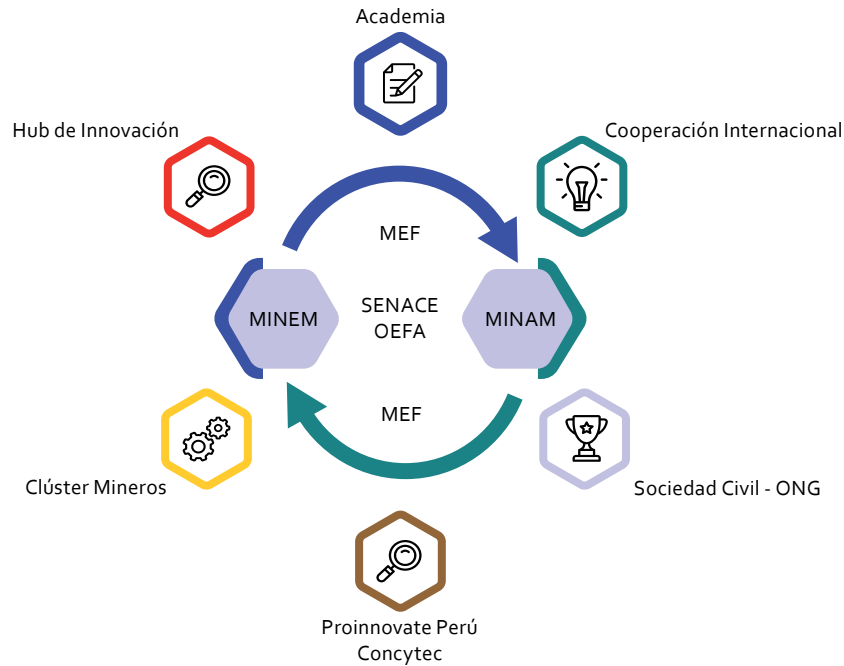 Academia
Hub de Innovación
Cooperación Internacional
MEF
MINEM
SENACE
OEFA
MINAM
MEF
Clúster Mineros
Sociedad Civil - ONG
Proinnovate Perú
Concytec